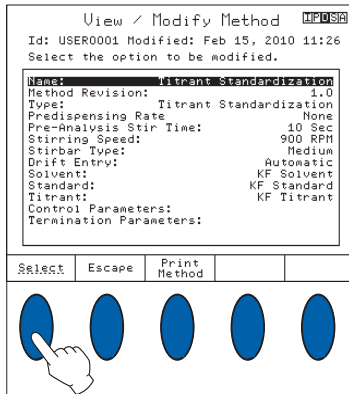 View / Modify Method IPDSA
Id: USER0001 Modified: Feb 15, 2010 11:26
Select the option to be modified.
Name: Titrant Standardization
Method Revision: 1.0
Type: Titrant Standardization
Predispensing Rate None
Pre-Analysis Stir Time: 10 Sec
Stirring Speed: 900 RPM
Stirbar Type: Medium
Drift Entry: Automatic
Solvent: KF Solvent
Standard: KF Standard
Titrant: KF Titrant
Control Parameters:
Termination Parameters:
Select Escape Print Method